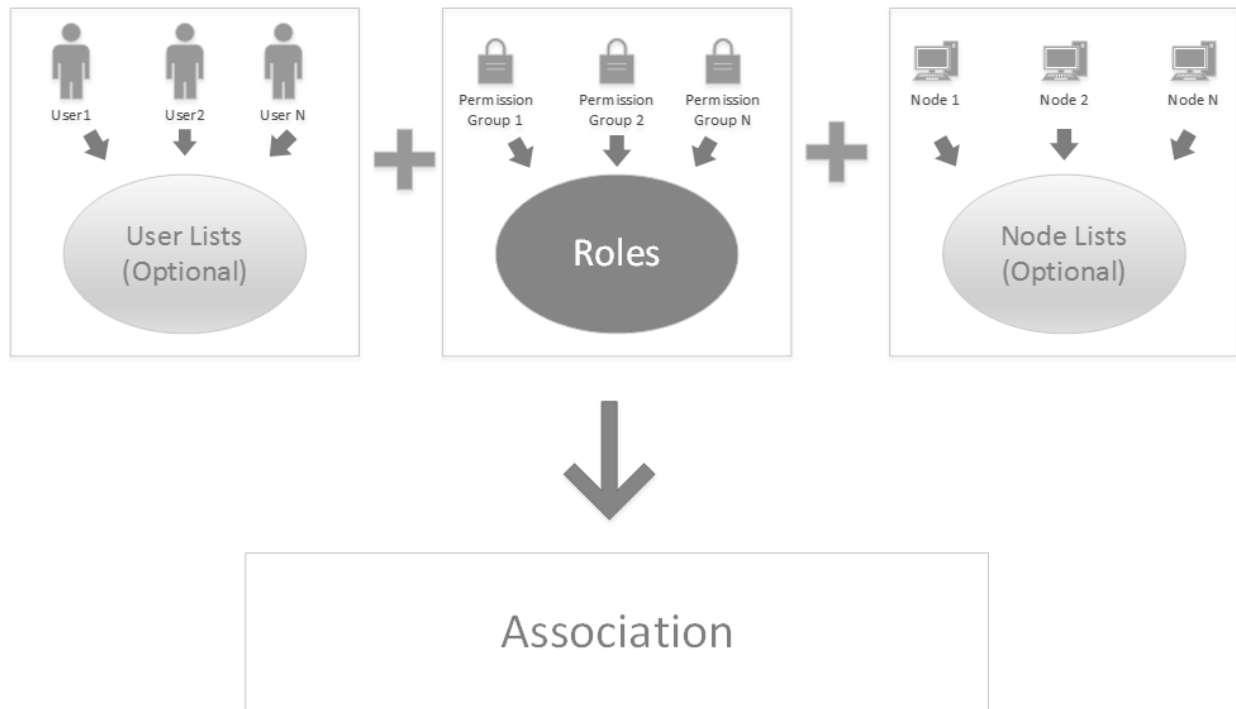 User1
User2
User N
User Lists
(Optional)
Permission
Group 1
Permission
Group 2
Permission
Group N
Roles
Node 1
Node 2
Node N
Node Lists
(Optional)
Association